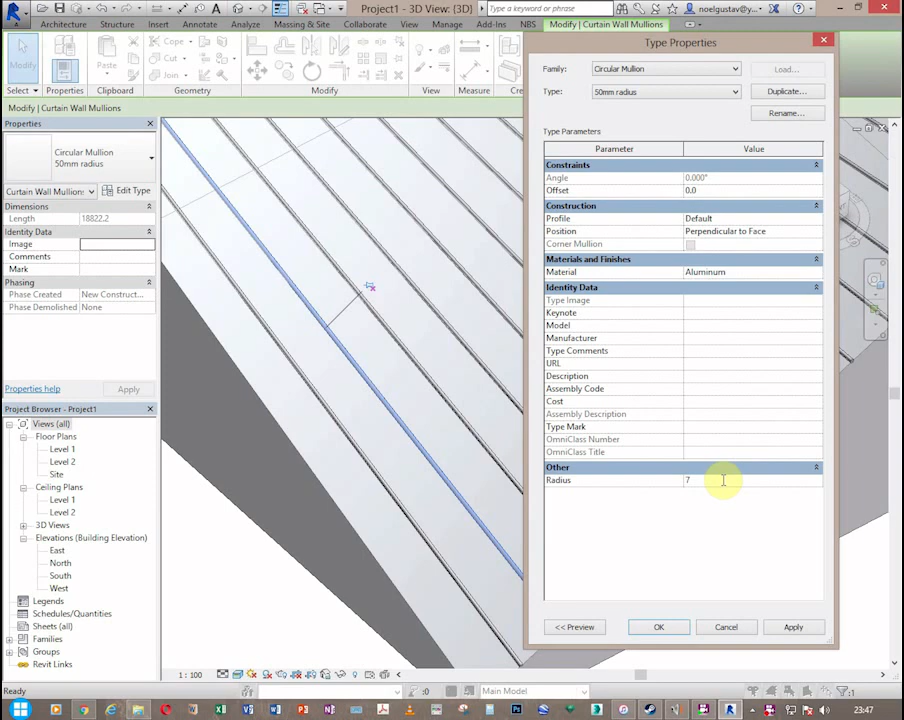 Project1 - 3D View: {3D}
Type a keyword or phrase
noelgustav@y...
Architecture
Structure
Insert
Annotate
Analyze
Massing & Site
Collaborate
View
Manage
Add-Ins
NBS
Modify | Curtain Wall Mullions
Modify
Paste
Cope
Cut
Join
Select
Properties
Clipboard
Geometry
Modify
View
Measure
Modify | Curtain Wall Mullions
Properties
Circular Mullion
50mm radius
Curtain Wall Mullions
Edit Type
Dimensions
Length 18822.2
Identity Data
Image
Comments
Mark
Phasing
Phase Created New Construct...
Phase Demolished None
Properties help
Apply
Project Browser - Project1
Views (all)
Floor Plans
Level 1
Level 2
Site
Ceiling Plans
Level 1
Level 2
3D Views
Elevations (Building Elevation)
East
North
South
West
Legends
Schedules/Quantities
Sheets (all)
Families
Groups
Revit Links
Type Properties
Family: Circular Mullion
Load...
Type: 50mm radius
Duplicate...
Rename...
Type Parameters
Parameter Value
Constraints
Angle 0.000°
Offset 0.0
Construction
Profile Default
Position Perpendicular to Face
Corner Mullion
Materials and Finishes
Material Aluminum
Identity Data
Type Image
Keynote
Model
Manufacturer
Type Comments
URL
Description
Assembly Code
Cost
Assembly Description
Type Mark
OmniClass Number
OmniClass Title
Other
Radius 7
<< Preview
OK
Cancel
Apply
1 : 100
Ready
:0
Main Model
:1
23:47